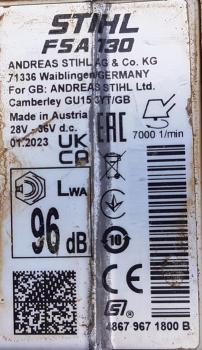 STIHL
FSA 130
ANDREAS STIHL AG & Co. KG
71336 Waiblingen/GERMANY
For GB: ANDREAS STIHL Ltd.
Camberley GU15 3YT/GB
Made in Austria
28V - 36V d.c.
01.2023
UK
CA
EAC
7000 1/min
LWA
96 dB
10
CE
4867 967 1800 B